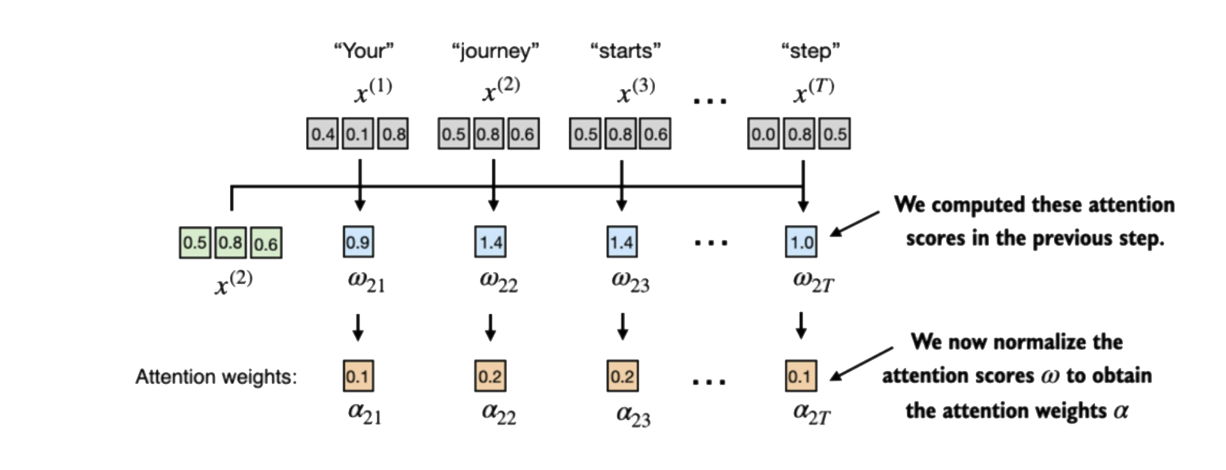 “Your” “journey” “starts” “step”
x(1) x(2) x(3) ... x(T)
0.4 0.1 0.8 0.5 0.8 0.6 0.5 0.8 0.6 0.0 0.8 0.5
We computed these attention
scores in the previous step.
0.5 0.8 0.6 0.9 1.4 1.4 ... 1.0
x(2) ω21 ω22 ω23 ω2T
We now normalize the
attention scores ω to obtain
the attention weights α
Attention weights: 0.1 0.2 0.2 ... 0.1
α21 α22 α23 α2T